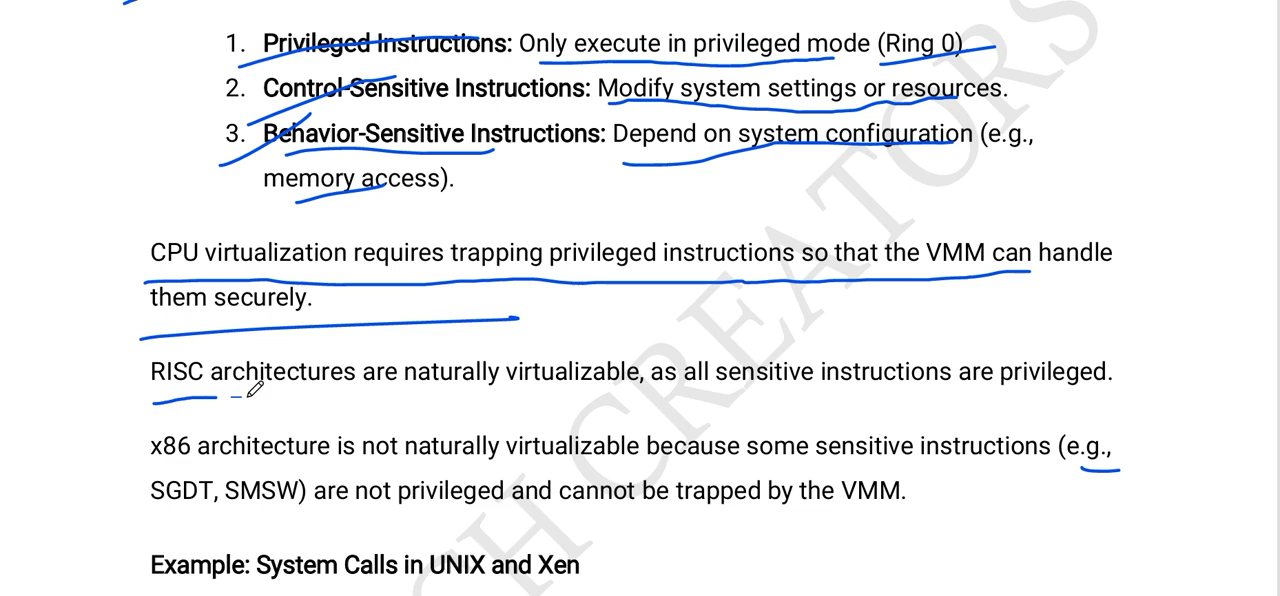 1. Privileged Instructions: Only execute in privileged mode (Ring 0)
2. Control-Sensitive Instructions: Modify system settings or resources.
3. Behavior-Sensitive Instructions: Depend on system configuration (e.g.,
memory access).
CPU virtualization requires trapping privileged instructions so that the VMM can handle
them securely.
RISC architectures are naturally virtualizable, as all sensitive instructions are privileged.
x86 architecture is not naturally virtualizable because some sensitive instructions (e.g.,
SGDT, SMSW) are not privileged and cannot be trapped by the VMM.
Example: System Calls in UNIX and Xen
CH CREATORS